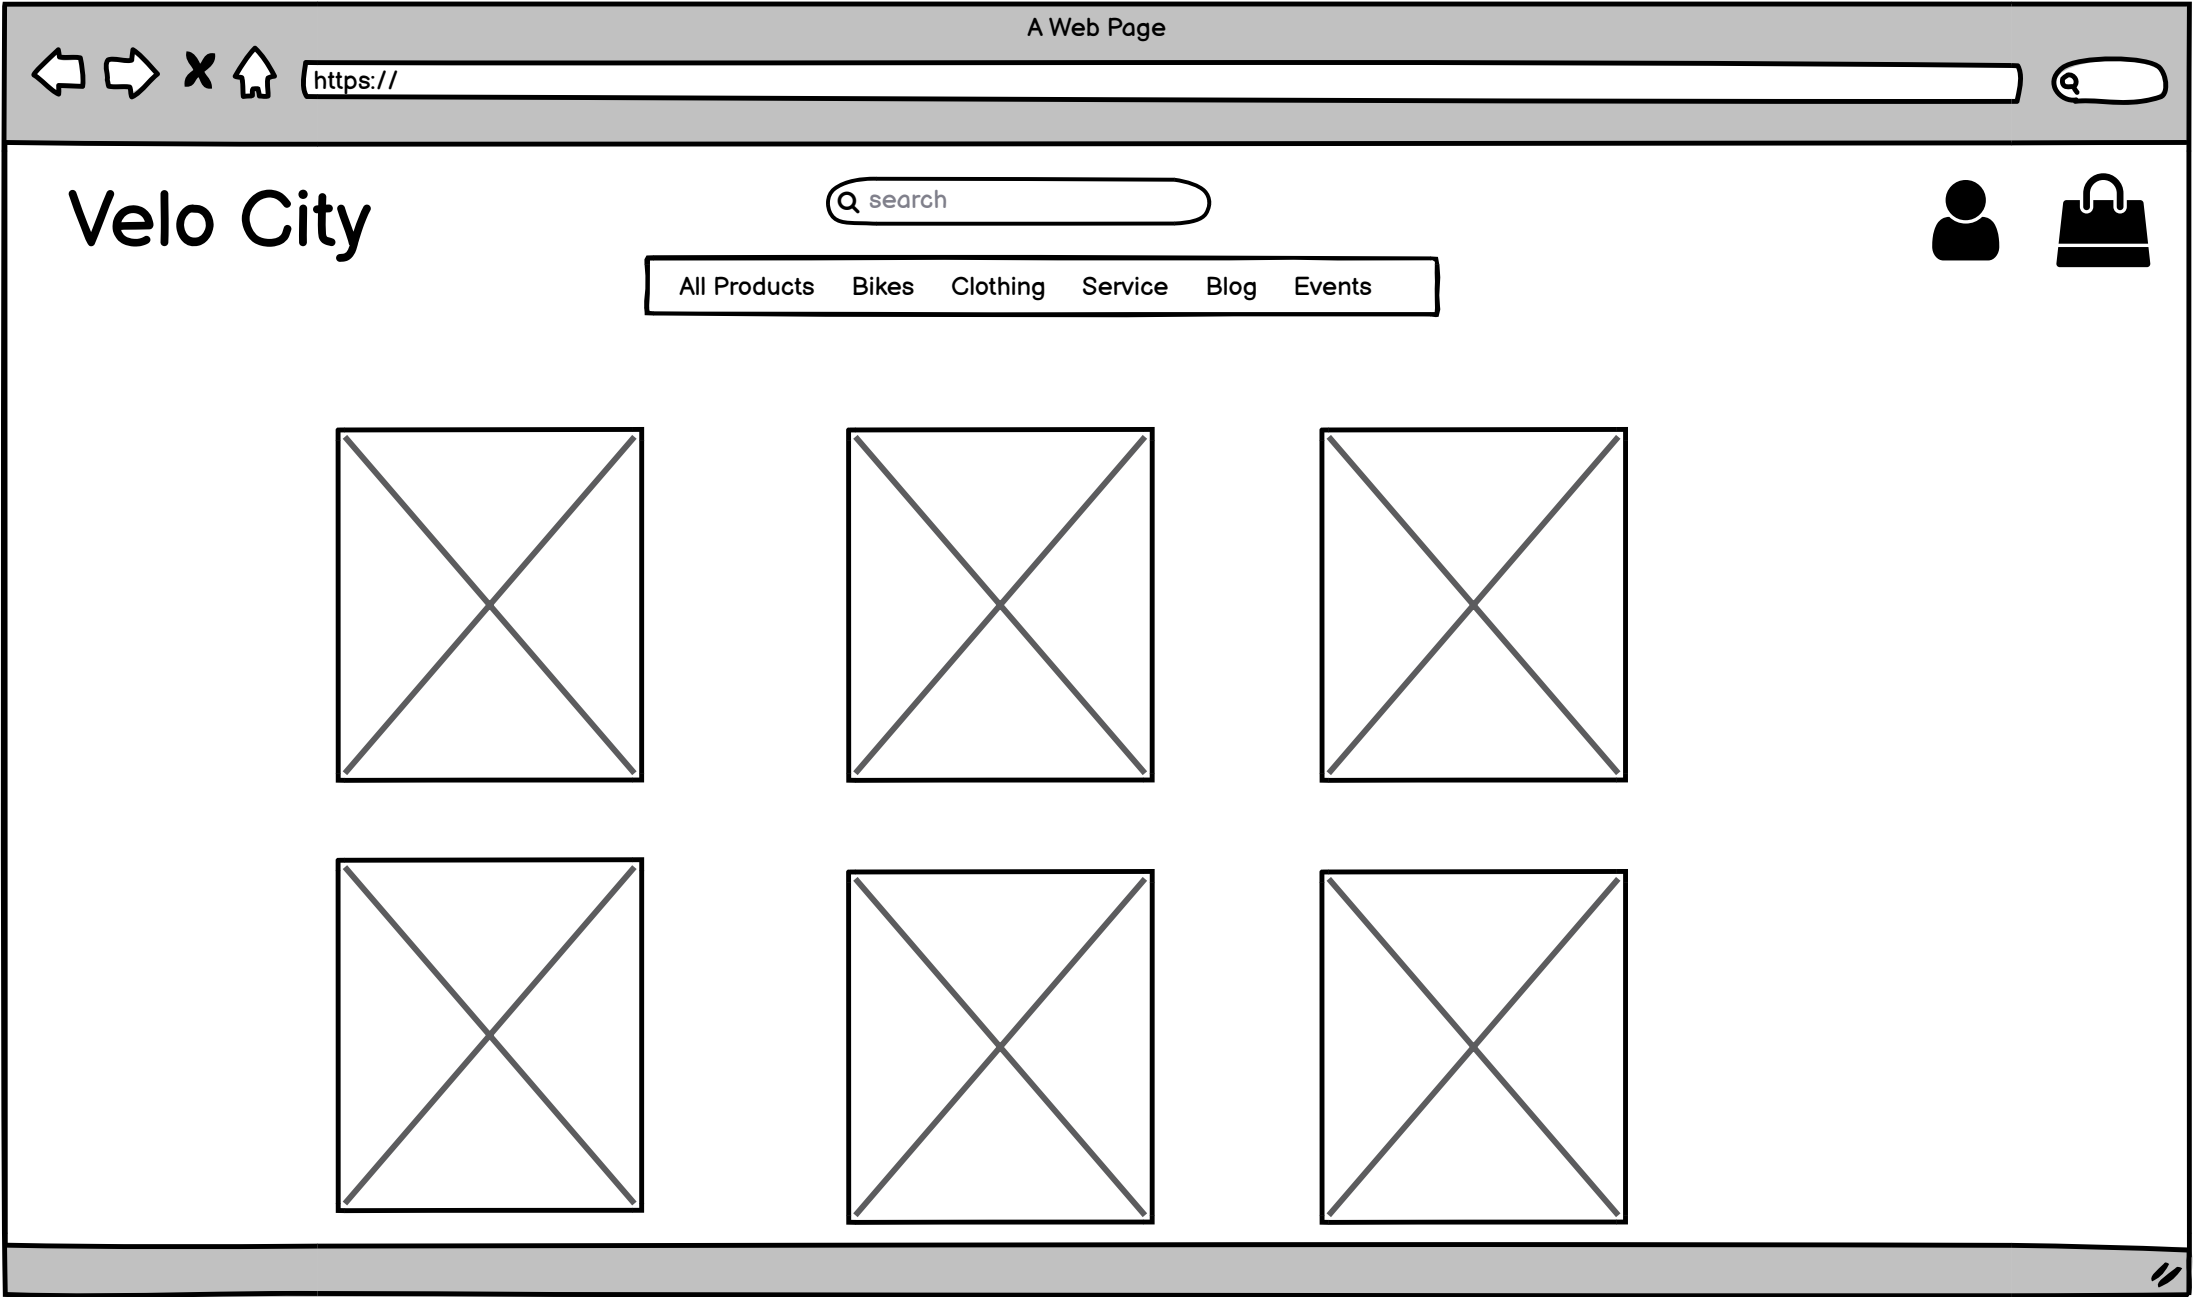 A Web Page
https://
Velo City
search
All Products Bikes Clothing Service Blog Events